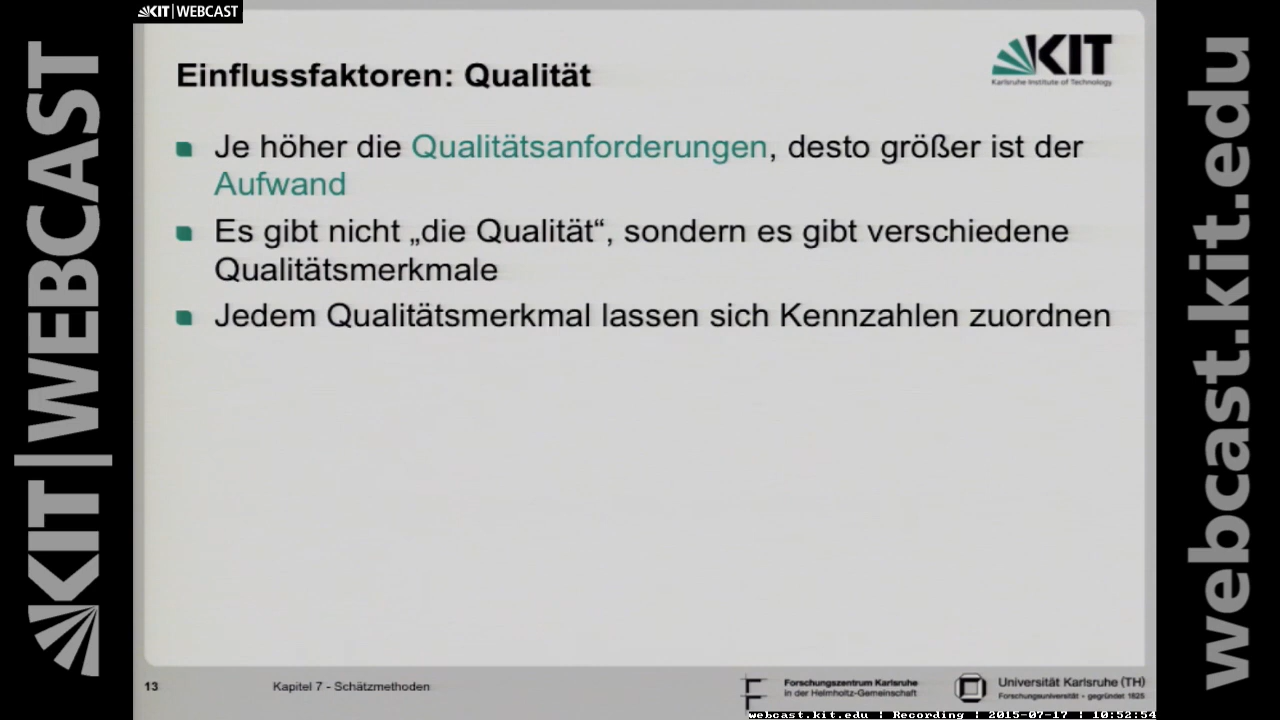 KIT | WEBCAST
KIT|WEBCAST
Einflussfaktoren: Qualität
KIT
Karlsruhe Institute of Technology
Je höher die Qualitätsanforderungen, desto größer ist der
Aufwand
Es gibt nicht „die Qualität“, sondern es gibt verschiedene
Qualitätsmerkmale
Jedem Qualitätsmerkmal lassen sich Kennzahlen zuordnen
13
Kapitel 7 - Schätzmethoden
Forschungszentrum Karlsruhe
in der Helmholtz-Gemeinschaft
Universität Karlsruhe (TH)
Forschungsuniversität - gegründet 1825
webcast.kit.edu | Recording | 2015-07-17 | 10:52:54
webcast.kit.edu